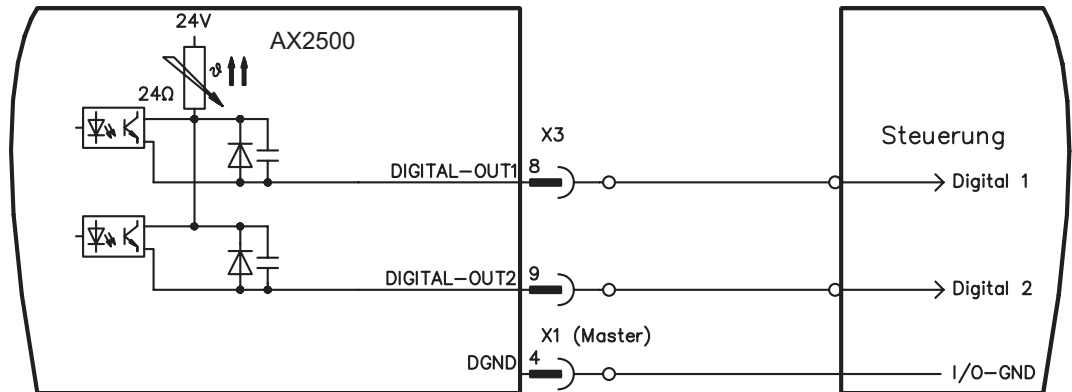 24V
AX2500
ϑ
24Ω
X3
Steuerung
DIGITAL-OUT1
8
Digital 1
DIGITAL-OUT2
9
Digital 2
X1 (Master)
DGND
4
I/O-GND